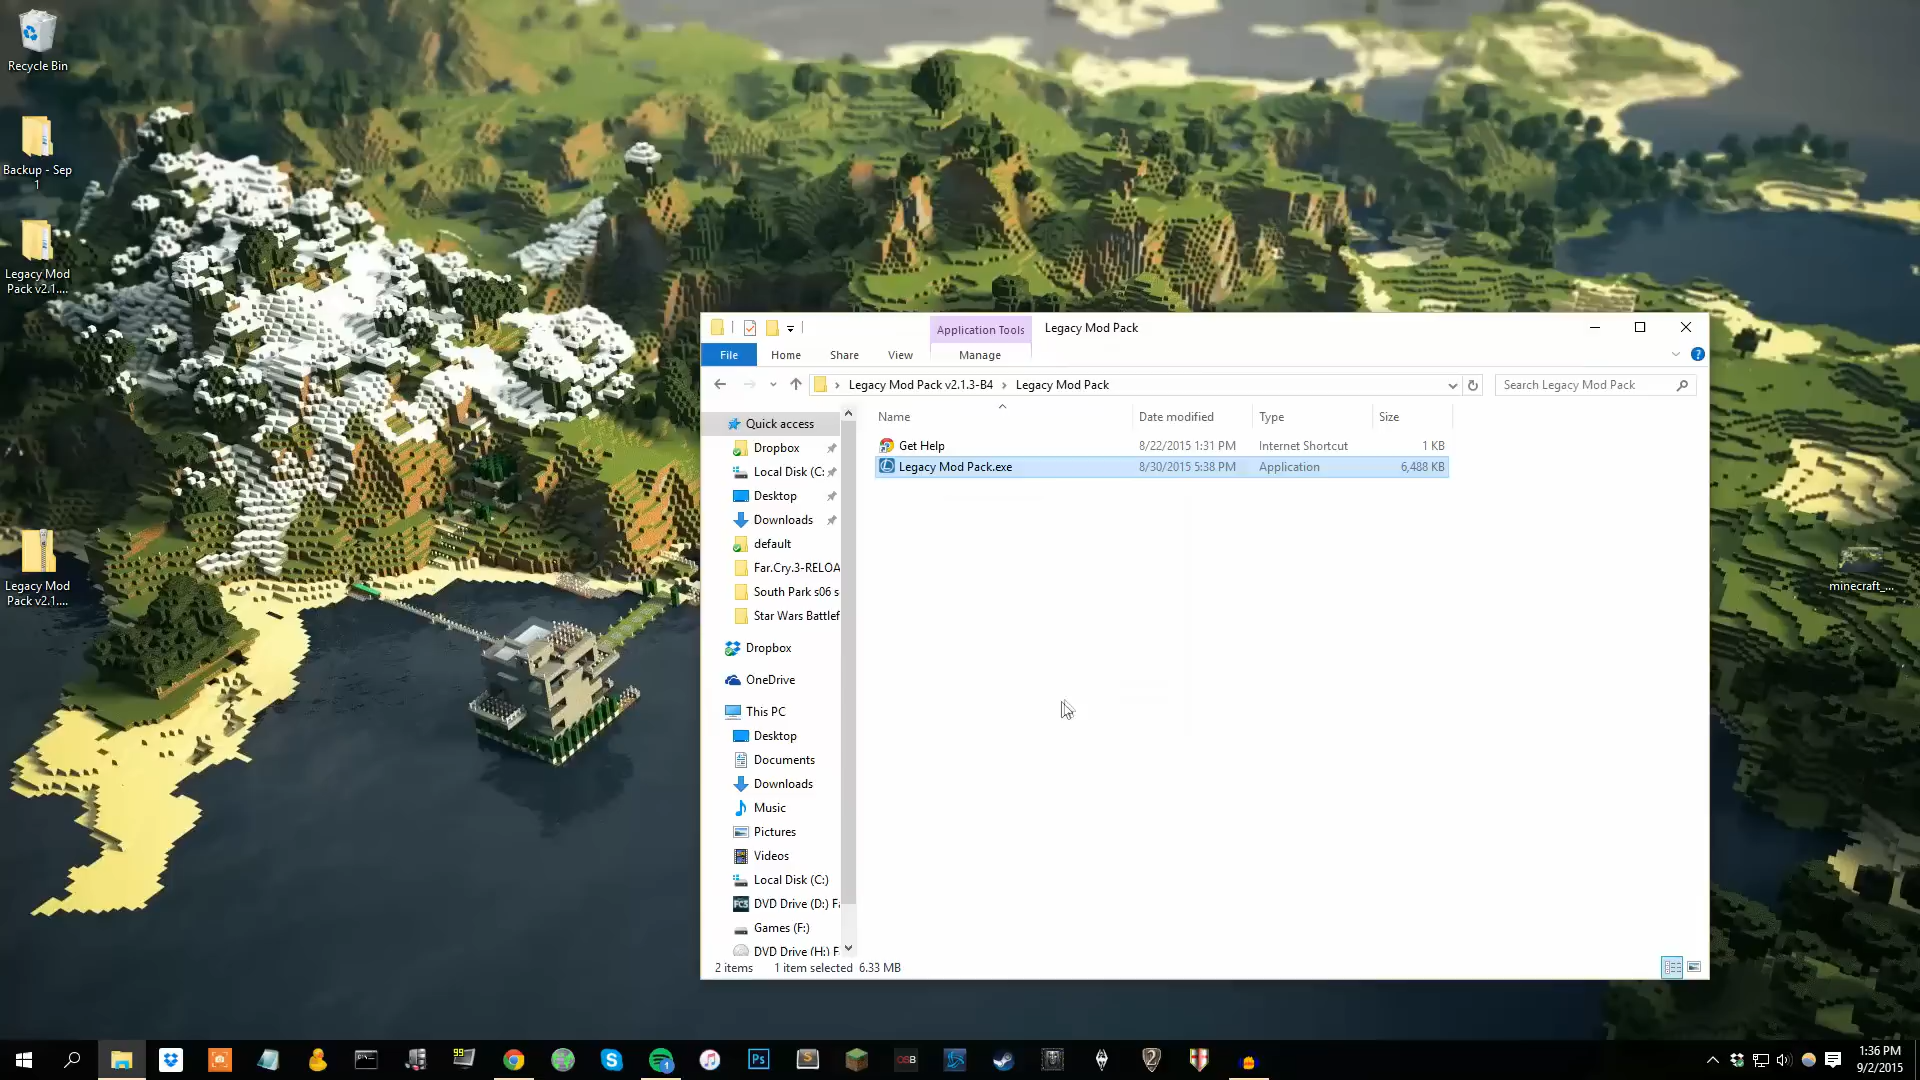 Recycle Bin
Backup - Sep
1
Legacy Mod
Pack v2.1....
Legacy Mod
Pack v2.1....
minecraft_...
Application Tools
Legacy Mod Pack
File
Home
Share
View
Manage
Legacy Mod Pack v2.1.3-B4
Legacy Mod Pack
Search Legacy Mod Pack
Name
Date modified
Type
Size
Get Help
8/22/2015 1:31 PM
Internet Shortcut
1 KB
Legacy Mod Pack.exe
8/30/2015 5:38 PM
Application
6,488 KB
Quick access
Dropbox
Local Disk (C:
Desktop
Downloads
default
Far.Cry.3-RELOA
South Park s06 s
Star Wars Battlef
Dropbox
OneDrive
This PC
Desktop
Documents
Downloads
Music
Pictures
Videos
Local Disk (C:)
DVD Drive (D:) Fa
Games (F:)
DVD Drive (H:) F
2 items
1 item selected 6.33 MB
99
1
Ps
OSB
1:36 PM
9/2/2015